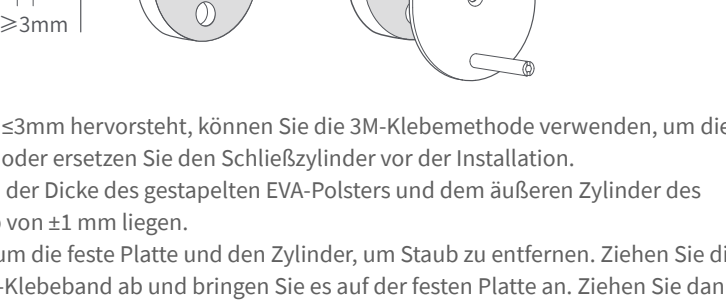 ≥3mm
≤3mm hervorsteht, können Sie die 3M-Klebemethode verwenden, um die
oder ersetzen Sie den Schließzylinder vor der Installation.
der Dicke des gestapelten EVA-Polsters und dem äußeren Zylinder des
von ±1 mm liegen.
um die feste Platte und den Zylinder, um Staub zu entfernen. Ziehen Sie di
-Klebeband ab und bringen Sie es auf der festen Platte an. Ziehen Sie dan